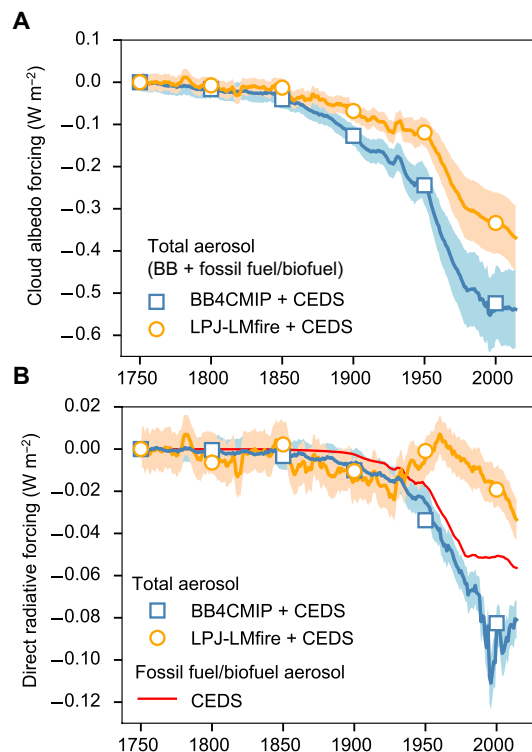 A
Cloud albedo forcing (W m⁻²)
0.1
0.0
−0.1
−0.2
−0.3
−0.4
−0.5
−0.6
Total aerosol
(BB + fossil fuel/biofuel)
BB4CMIP + CEDS
LPJ-LMfire + CEDS
1750 1800 1850 1900 1950 2000
B
Direct radiative forcing (W m⁻²)
0.02
0.00
−0.02
−0.04
−0.06
−0.08
−0.10
−0.12
Total aerosol
BB4CMIP + CEDS
LPJ-LMfire + CEDS
Fossil fuel/biofuel aerosol
CEDS
1750 1800 1850 1900 1950 2000